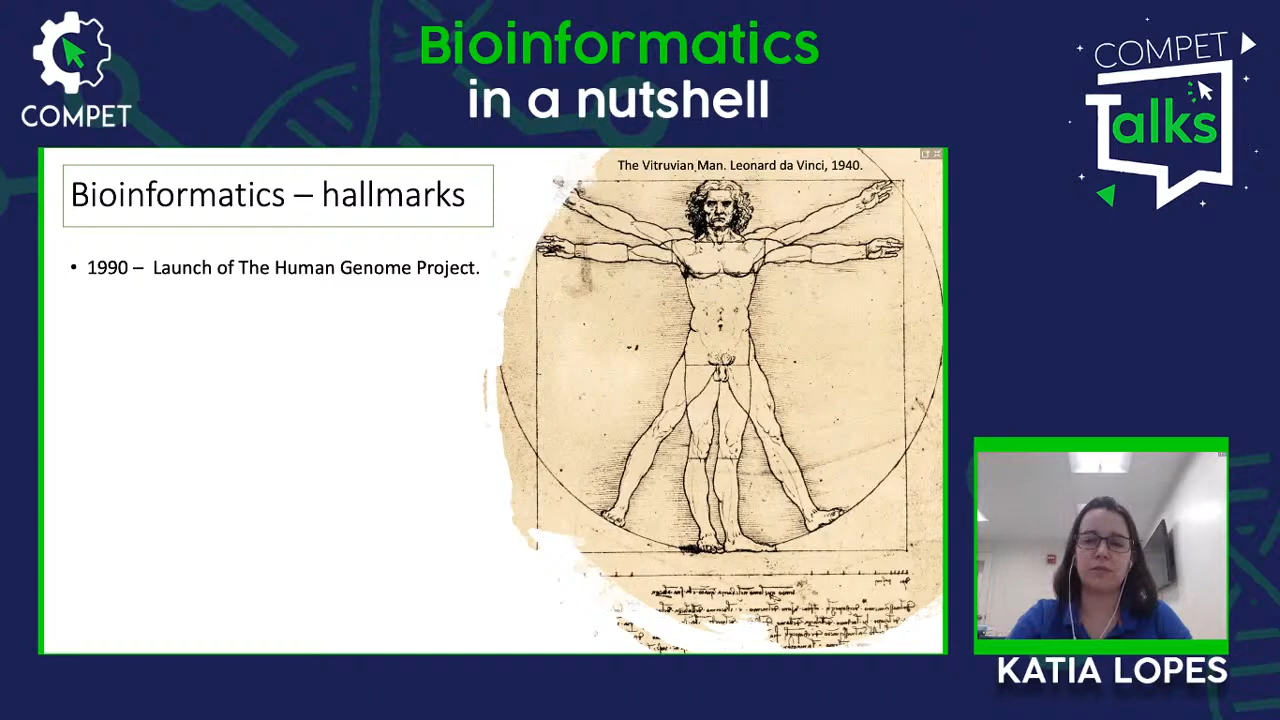 COMPET
Bioinformatics
in a nutshell
COMPET
Talks
Bioinformatics – hallmarks
The Vitruvian Man. Leonard da Vinci, 1940.
• 1990 – Launch of The Human Genome Project.
KATIA LOPES